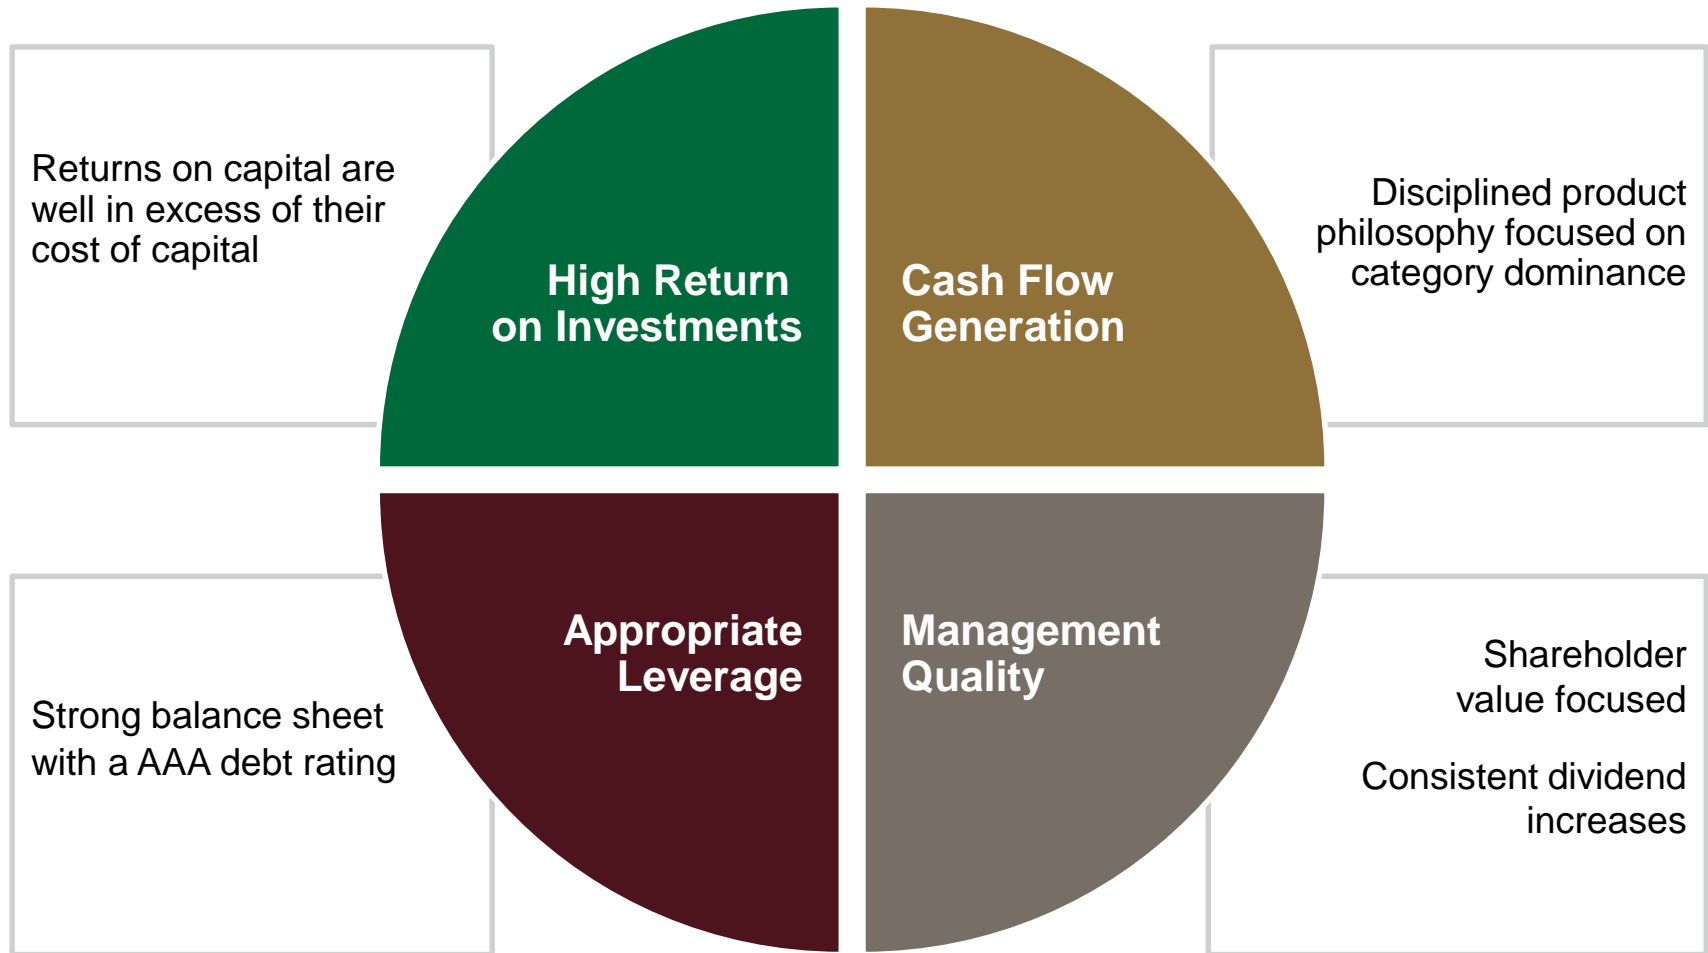 Returns on capital are
well in excess of their
cost of capital
High Return
on Investments
Cash Flow
Generation
Disciplined product
philosophy focused on
category dominance
Strong balance sheet
with a AAA debt rating
Appropriate
Leverage
Management
Quality
Shareholder
value focused
Consistent dividend
increases